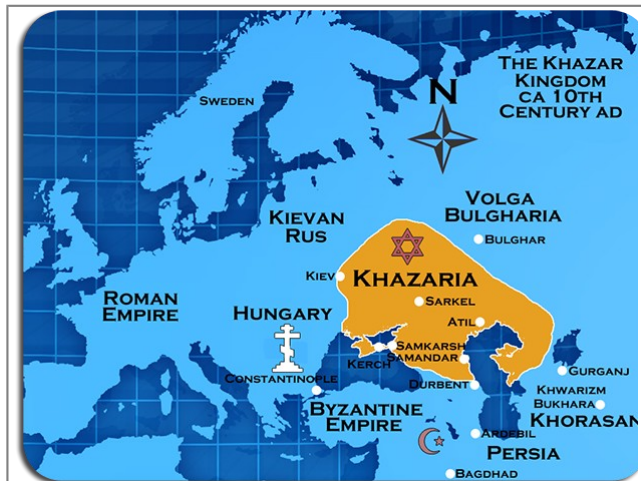 THE KHAZAR
KINGDOM
CA 10TH
CENTURY AD
N
SWEDEN
VOLGA
BULGHARIA
KIEVAN
RUS
BULGHAR
KIEV
KHAZARIA
ROMAN
EMPIRE
SARKEL
HUNGARY
ATIL
SAMKARSH
KERCH
SAMANDAR
GURGANJ
CONSTANTINOPLE
DURBENT
KHWARIZM
BUKHARA
BYZANTINE
EMPIRE
KHORASAN
ARDEBIL
PERSIA
BAGDHAD